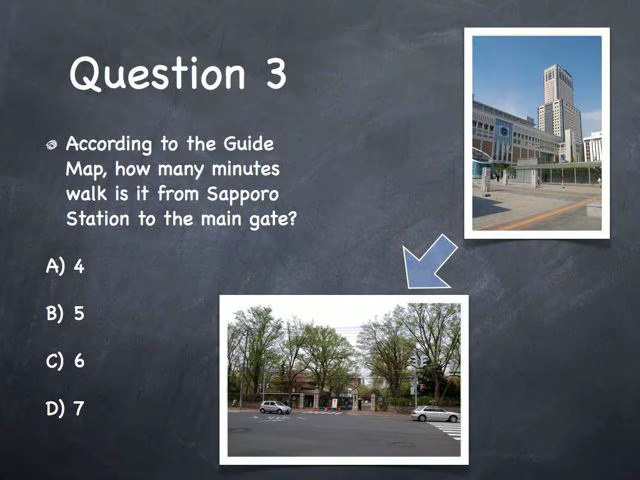 Question 3
According to the Guide
Map, how many minutes
walk is it from Sapporo
Station to the main gate?
A) 4
B) 5
C) 6
D) 7